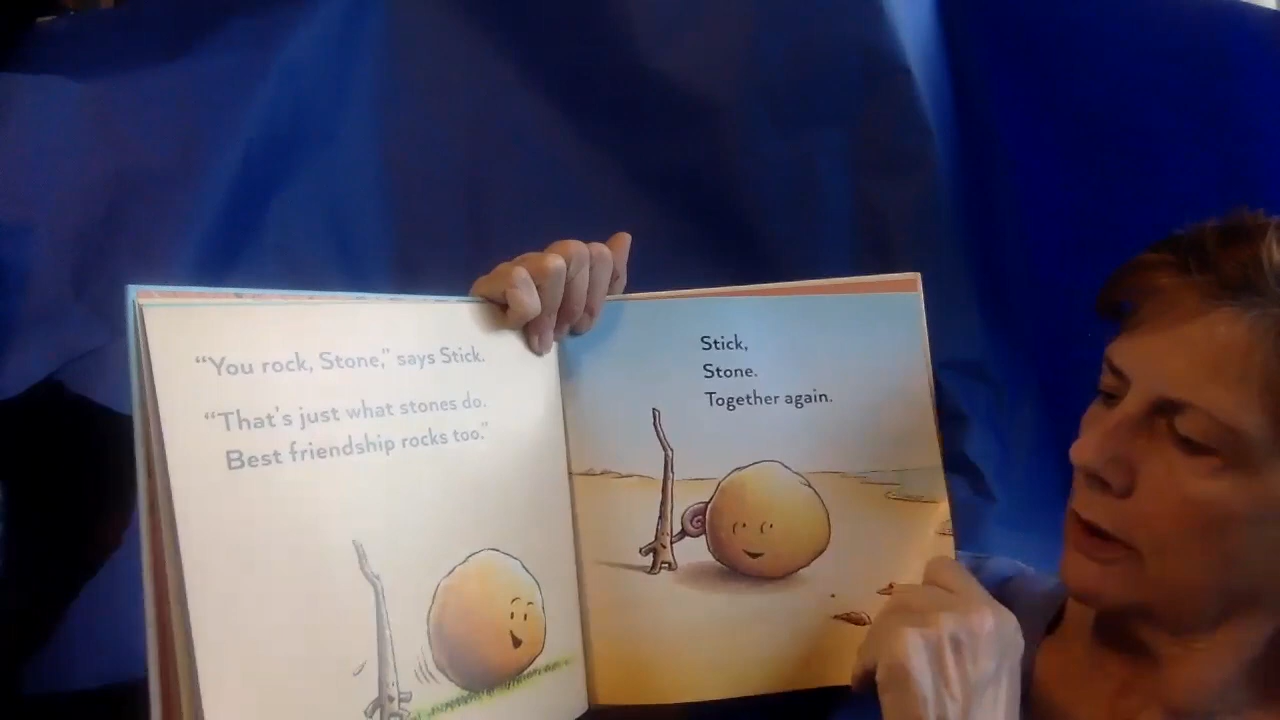 “You rock, Stone,” says Stick.
“That's just what stones do.
Best friendship rocks too.”
Stick,
Stone.
Together again.